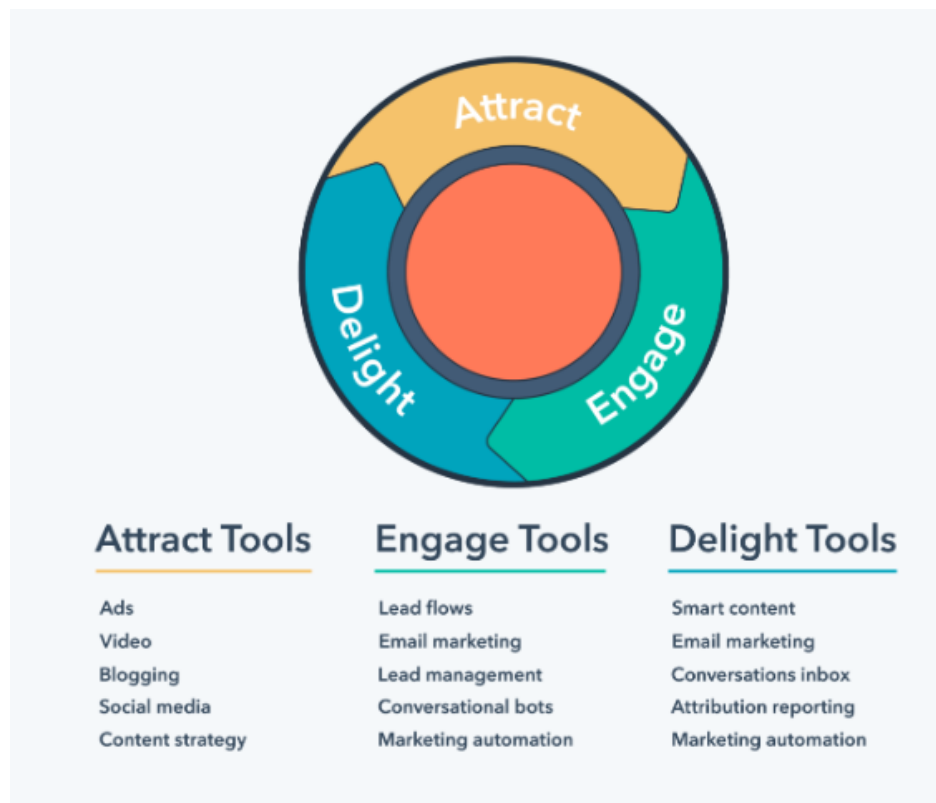 Attract
Engage
Delight
Attract Tools
Ads
Video
Blogging
Social media
Content strategy
Engage Tools
Lead flows
Email marketing
Lead management
Conversational bots
Marketing automation
Delight Tools
Smart content
Email marketing
Conversations inbox
Attribution reporting
Marketing automation